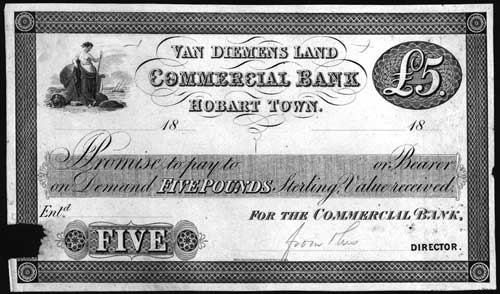 VAN DIEMENS LAND
COMMERCIAL BANK
HOBART TOWN.
£5.
18 18
I Promise to pay to or Bearer
on Demand FIVE POUNDS Sterling, Value received.
Entd
FOR THE COMMERCIAL BANK,
FIVE
from
DIRECTOR.